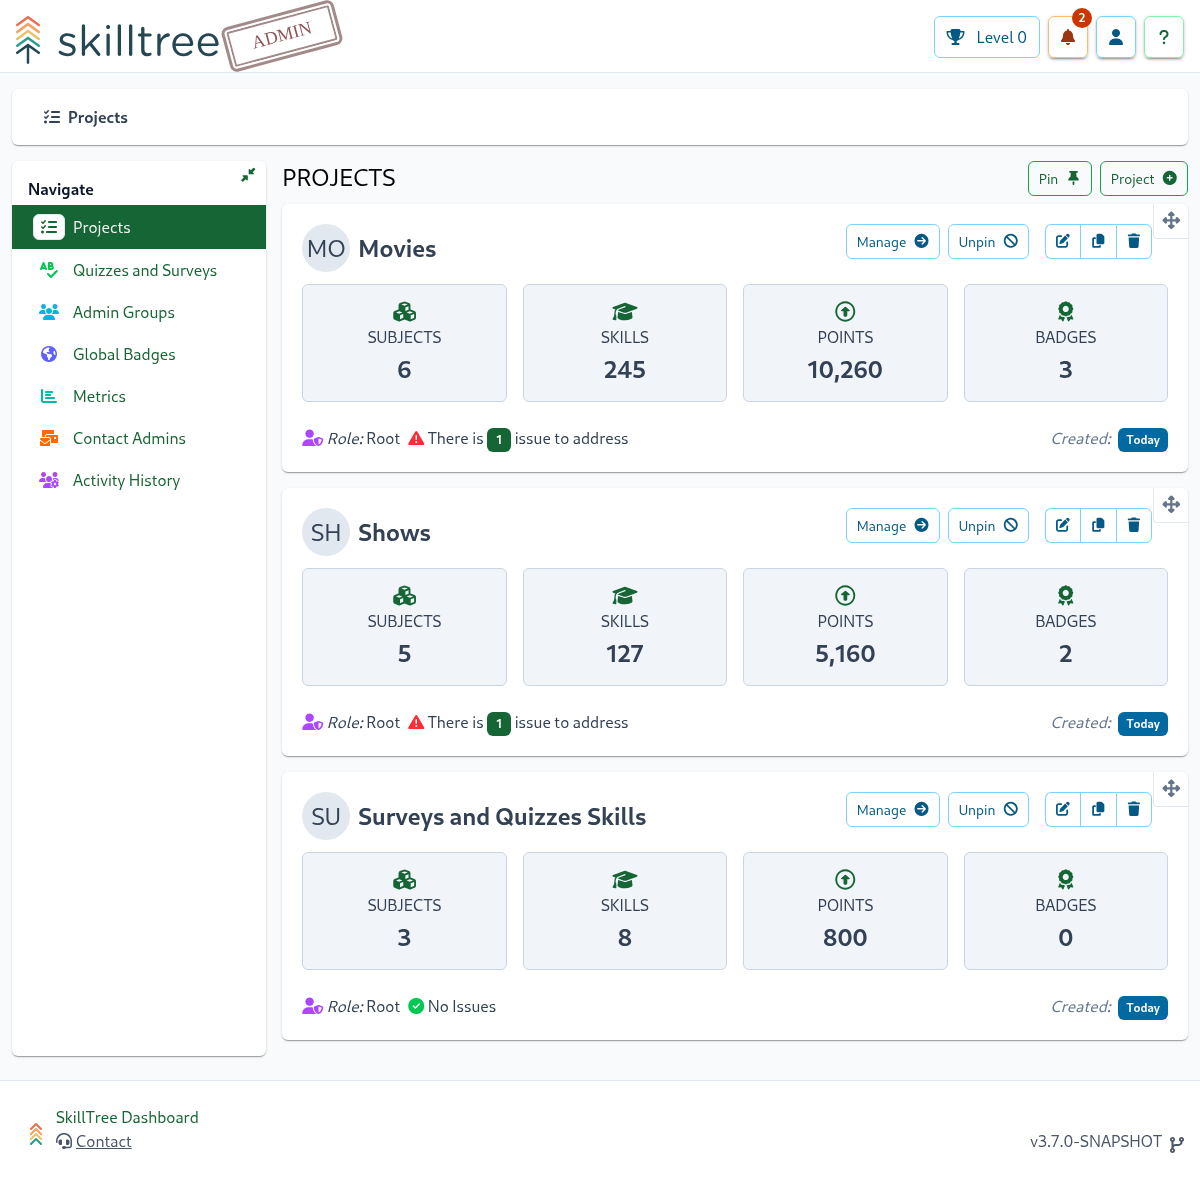 skilltree ADMIN
Level 0
2
?
Projects
Navigate
Projects
Quizzes and Surveys
Admin Groups
Global Badges
Metrics
Contact Admins
Activity History
PROJECTS
Pin
Project
MO Movies
Manage
Unpin
SUBJECTS
6
SKILLS
245
POINTS
10,260
BADGES
3
Role: Root There is 1 issue to address
Created: Today
SH Shows
Manage
Unpin
SUBJECTS
5
SKILLS
127
POINTS
5,160
BADGES
2
Role: Root There is 1 issue to address
Created: Today
SU Surveys and Quizzes Skills
Manage
Unpin
SUBJECTS
3
SKILLS
8
POINTS
800
BADGES
0
Role: Root No Issues
Created: Today
SkillTree Dashboard
Contact
v3.7.0-SNAPSHOT